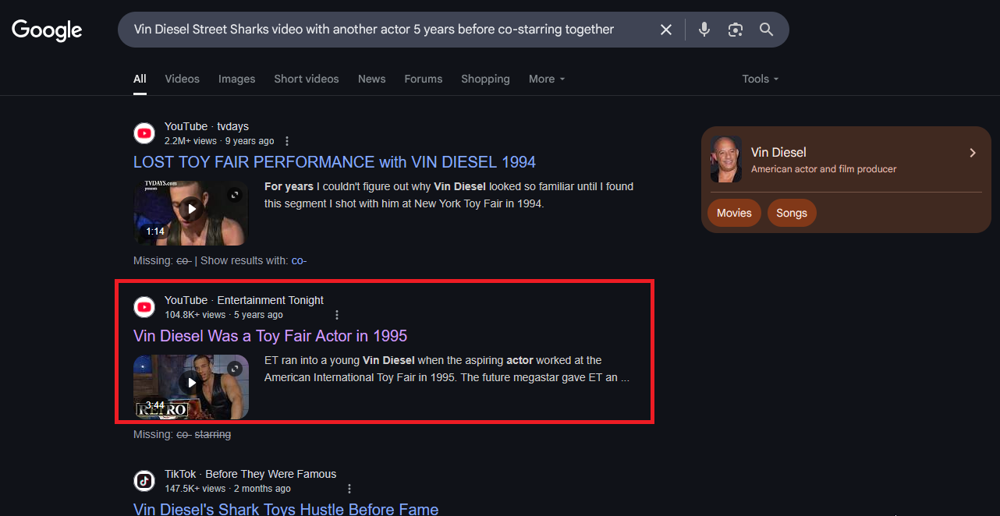 Google
Vin Diesel Street Sharks video with another actor 5 years before co-starring together
All
Videos
Images
Short videos
News
Forums
Shopping
More
Tools
YouTube · tvdays
2.2M+ views · 9 years ago
LOST TOY FAIR PERFORMANCE with VIN DIESEL 1994
TVDAYS.com
presents
1:14
For years I couldn't figure out why Vin Diesel looked so familiar until I found
this segment I shot with him at New York Toy Fair in 1994.
Missing: co- | Show results with: co-
Vin Diesel
American actor and film producer
Movies
Songs
YouTube · Entertainment Tonight
104.8K+ views · 5 years ago
Vin Diesel Was a Toy Fair Actor in 1995
3:44
RETRO
ET ran into a young Vin Diesel when the aspiring actor worked at the
American International Toy Fair in 1995. The future megastar gave ET an ...
Missing: co- starring
TikTok · Before They Were Famous
147.5K+ views · 2 months ago
Vin Diesel's Shark Toys Hustle Before Fame